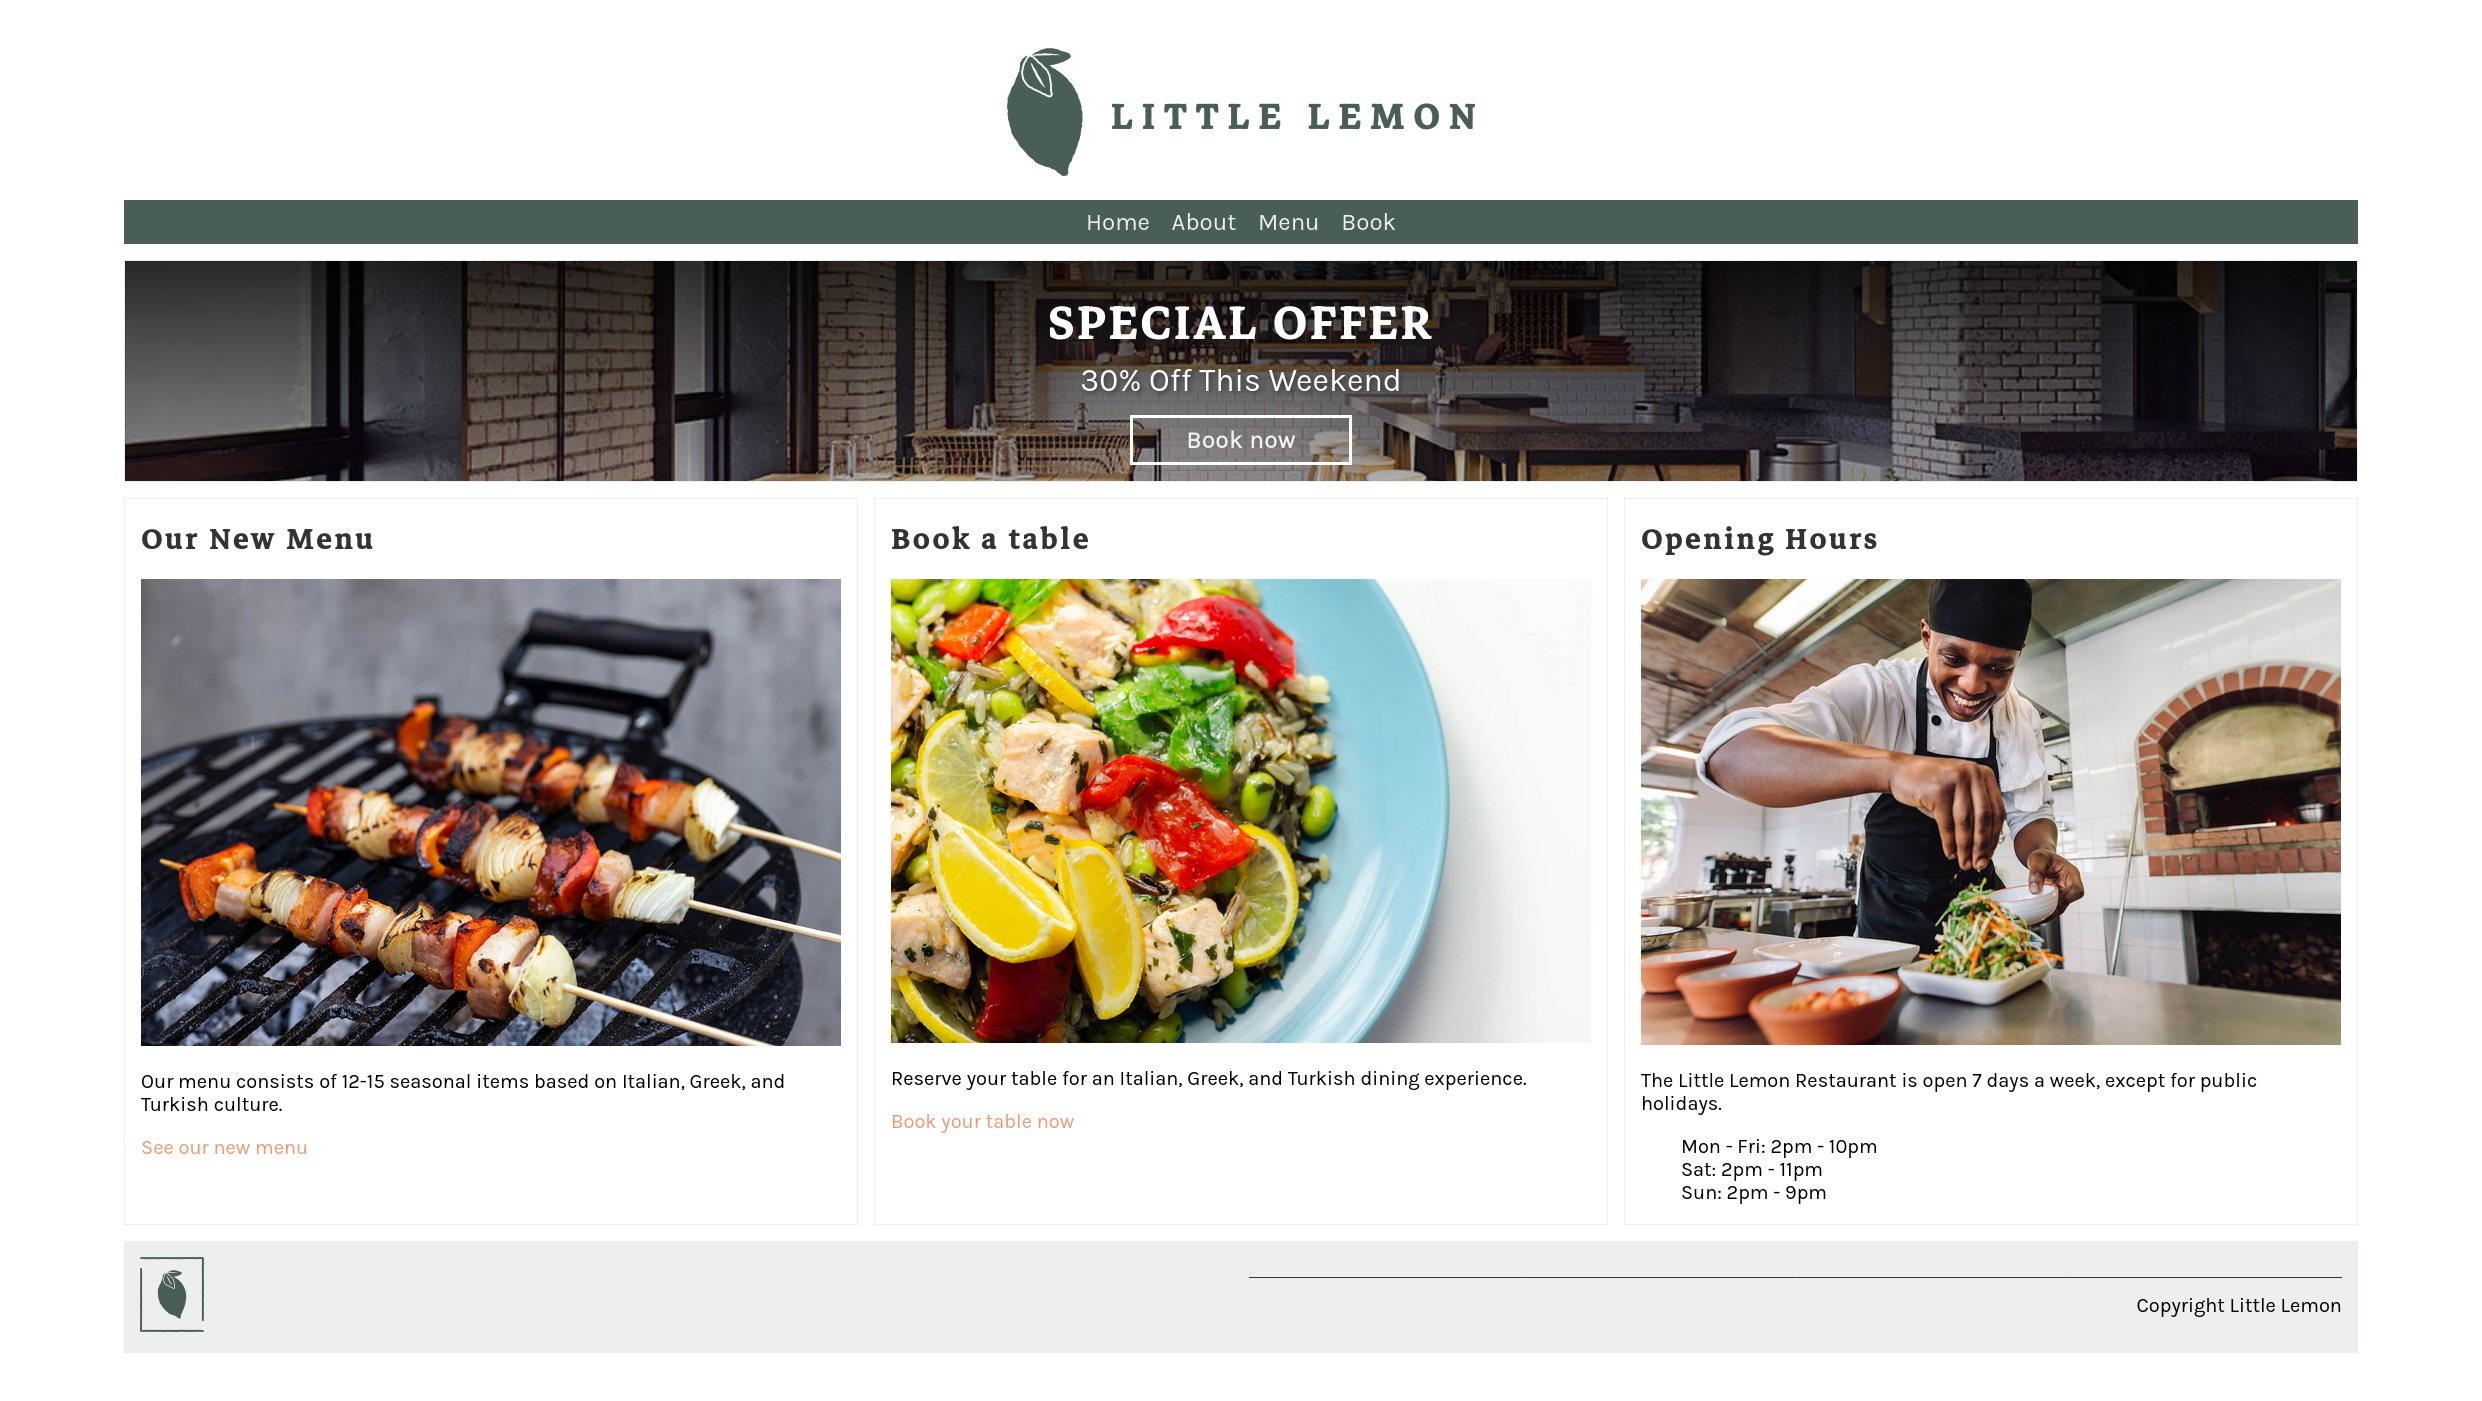 LITTLE LEMON
Home About Menu Book
SPECIAL OFFER
30% Off This Weekend
Book now
Our New Menu
Our menu consists of 12-15 seasonal items based on Italian, Greek, and
Turkish culture.
See our new menu
Book a table
Reserve your table for an Italian, Greek, and Turkish dining experience.
Book your table now
Opening Hours
The Little Lemon Restaurant is open 7 days a week, except for public
holidays.
Mon - Fri: 2pm - 10pm
Sat: 2pm - 11pm
Sun: 2pm - 9pm
Copyright Little Lemon